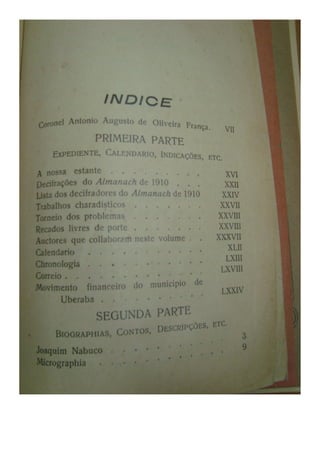 INDICE
Coronel Antonio Augusto de Oliveira França. VII
PRIMEIRA PARTE
EXPEDIENTE, CALENDARIO, INDICAÇÕES, ETC.
A nossa estante . . . . . . . . XVI
Decifrações do Almanach de 1910 . . . XXII
Lista dos decifradores do Almanach de 1910 XXIV
Trabalhos charadisticos . . . . . . XXVII
Torneio dos problemas . . . . . . XXVIII
Recados livres de porte . . . . . . XXVIII
Auctores que collaboram neste volume . . XXXVII
Calendario . . . . . . . . . XLII
Chronologia . . . . . . . . . LXIII
Correio . . . . . . . . . . LXVIII
Movimento financeiro do municipio de
Uberaba . . . . . . . . LXXIV
SEGUNDA PARTE
BIOGRAPHIAS, CONTOS, DESCRIPÇÕES, ETC.
Joaquim Nabuco . . . . . . . . 3
Micrographia . . . . . . . . . 9